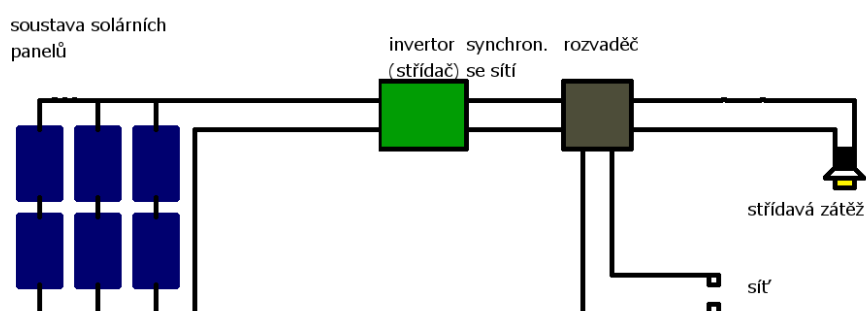 soustava solárních
panelů
invertor synchron.
(střídač) se sítí
rozvaděč
střídavá zátěž
síť